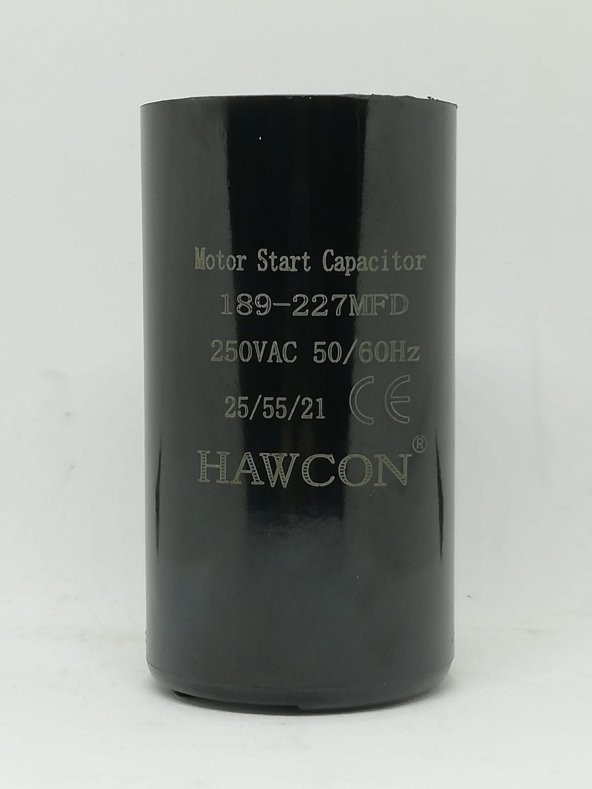 Motor Start Capacitor
189-227MFD
250VAC 50/60Hz
25/55/21 CE
HAWCON®